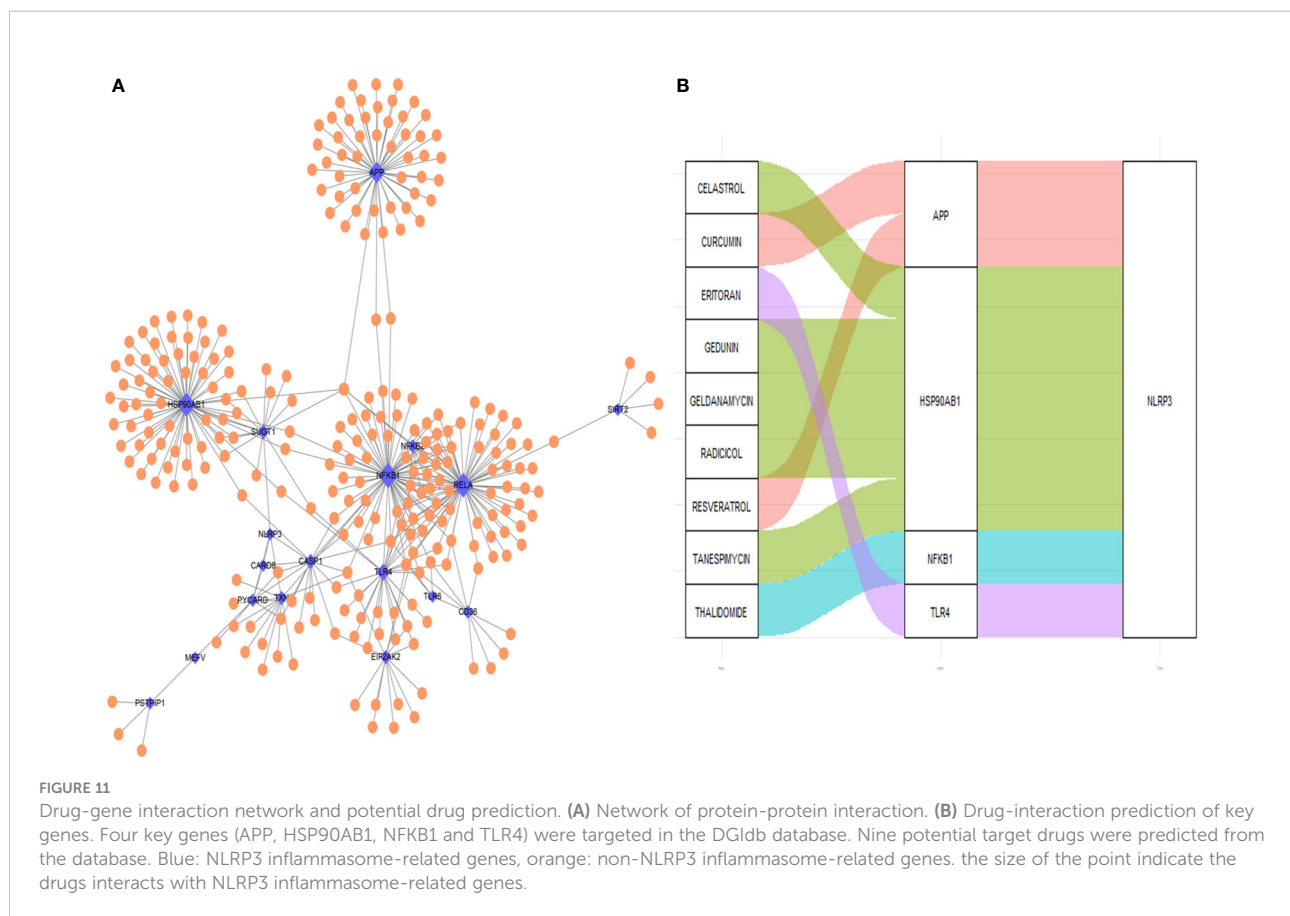 A
B
APP
HSP90AB1
SUGT1
SIRT2
NFKB2
NFKB1
RELA
NLRP3
CASP1
CARD8
TLR4
PYCARD
TXN
TLR6
CD36
MEFV
EIF2AK2
PSTPIP1
CELASTROL
CURCUMIN
ERITORAN
GEDUNIN
GELDANAMYCIN
RADICICOL
RESVERATROL
TANESPIMYCIN
THALIDOMIDE
APP
HSP90AB1
NFKB1
TLR4
NLRP3
FIGURE 11
Drug-gene interaction network and potential drug prediction. (A) Network of protein-protein interaction. (B) Drug-interaction prediction of key
genes. Four key genes (APP, HSP90AB1, NFKB1 and TLR4) were targeted in the DGIdb database. Nine potential target drugs were predicted from
the database. Blue: NLRP3 inflammasome-related genes, orange: non-NLRP3 inflammasome-related genes. the size of the point indicate the
drugs interacts with NLRP3 inflammasome-related genes.